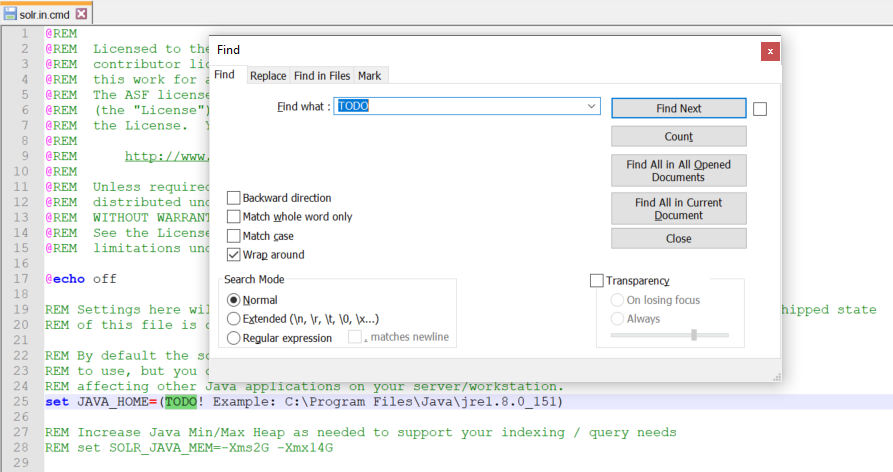 solr.in.cmd
1 @REM
2 @REM Licensed to the
3 @REM contributor lic
4 @REM this work for a
5 @REM The ASF license
6 @REM (the "License")
7 @REM the License. Y
8 @REM
9 @REM http://www.
10 @REM
11 @REM Unless required
12 @REM distributed und
13 @REM WITHOUT WARRANT
14 @REM See the License
15 @REM limitations und
16
17 @echo off
18
19 REM Settings here wil hipped state
20 REM of this file is c
21
22 REM By default the sc
23 REM to use, but you c
24 REM affecting other Java applications on your server/workstation.
25 set JAVA_HOME=(TODO! Example: C:\Program Files\Java\jre1.8.0_151)
26
27 REM Increase Java Min/Max Heap as needed to support your indexing / query needs
28 REM set SOLR_JAVA_MEM=-Xms2G -Xmx14G
29
Find
x
Find Replace Find in Files Mark
Find what : TODO
Find Next
Count
Find All in All Opened
Documents
Find All in Current
Document
Close
Backward direction
Match whole word only
Match case
Wrap around
Search Mode
Normal
Extended (\n, \r, \t, \0, \x...)
Regular expression . matches newline
Transparency
On losing focus
Always